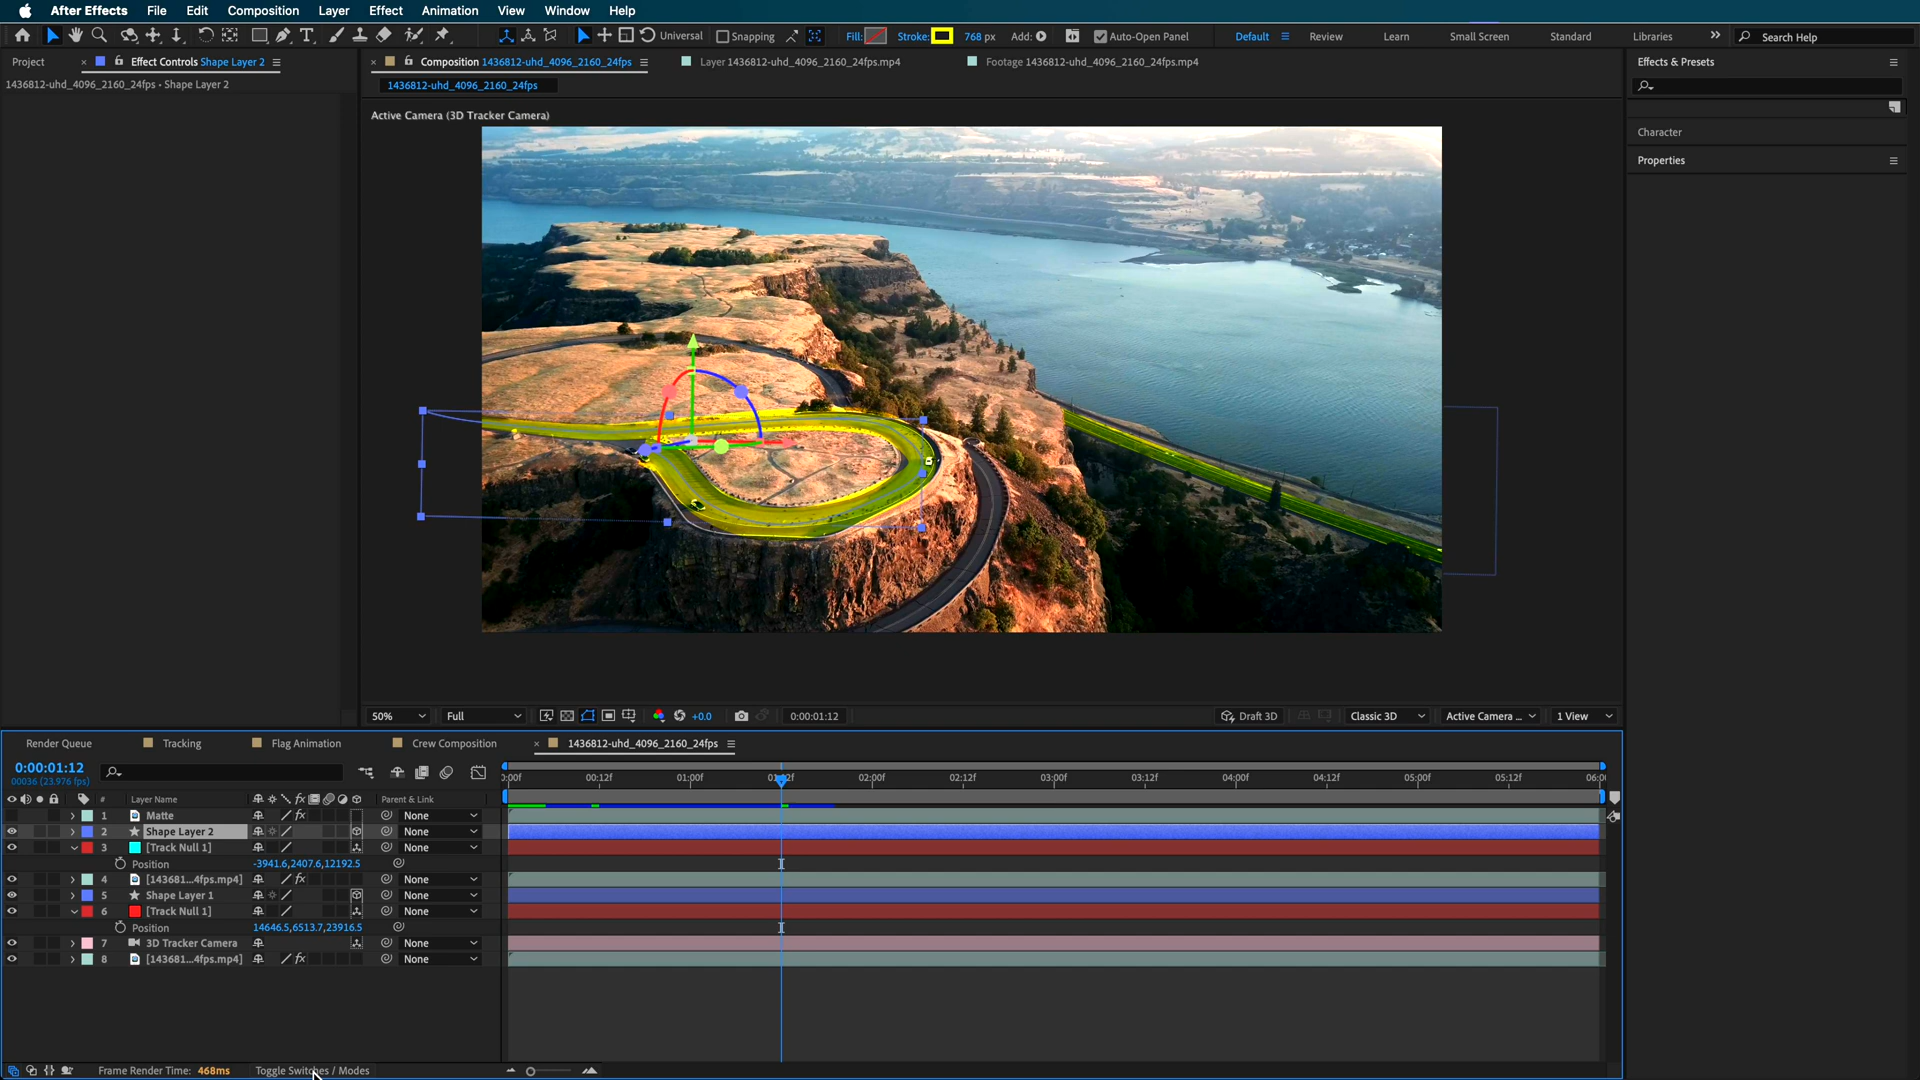 After Effects File Edit Composition Layer Effect Animation View Window Help
Universal Snapping Fill: Stroke: 768 px Add: Auto-Open Panel Default Review Learn Small Screen Standard Libraries Search Help
Project Effect Controls Shape Layer 2 Composition 1436812-uhd_4096_2160_24fps Layer 1436812-uhd_4096_2160_24fps.mp4 Footage 1436812-uhd_4096_2160_24fps.mp4 Effects & Presets
1436812-uhd_4096_2160_24fps • Shape Layer 2 1436812-uhd_4096_2160_24fps
Active Camera (3D Tracker Camera)
Character
Properties
50% Full +0.0 0:00:01:12 Draft 3D Classic 3D Active Camera ... 1 View
Render Queue Tracking Flag Animation Crew Composition 1436812-uhd_4096_2160_24fps
0:00:01:12
00036 (23.976 fps)
:00f 00:12f 01:00f 02:00f 02:12f 03:00f 03:12f 04:00f 04:12f 05:00f 05:12f 06:00
# Layer Name fx Parent & Link
1 Matte fx None
2 Shape Layer 2 None
3 [Track Null 1] None
Position -3941.6,2407.6,12192.5
4 [143681...4fps.mp4] fx None
5 Shape Layer 1 None
6 [Track Null 1] None
Position 14646.5,6513.7,23916.5
7 3D Tracker Camera None
8 [143681...4fps.mp4] fx None
Frame Render Time: 468ms Toggle Switches / Modes